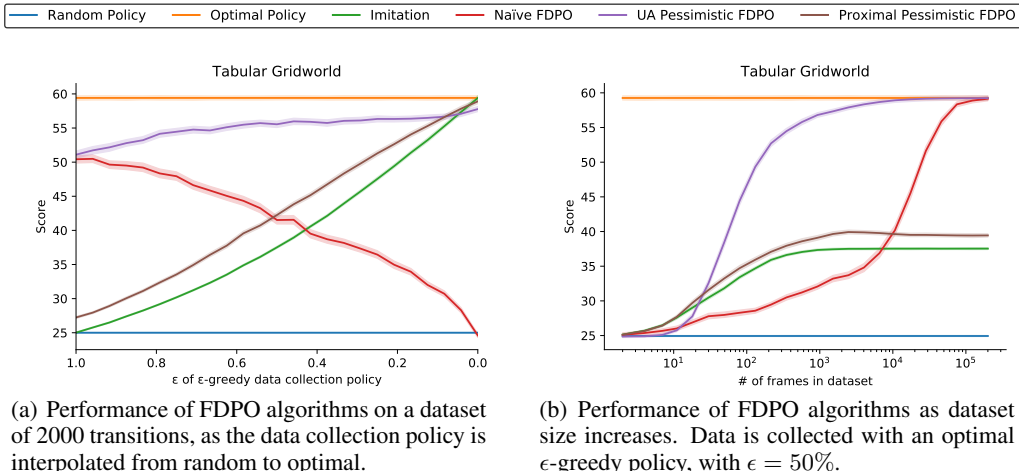 Random Policy Optimal Policy Imitation Naïve FDPO UA Pessimistic FDPO Proximal Pessimistic FDPO
Tabular Gridworld
60
55
50
45
40
35
30
25
Score
1.0 0.8 0.6 0.4 0.2 0.0
ε of ε-greedy data collection policy
(a) Performance of FDPO algorithms on a dataset
of 2000 transitions, as the data collection policy is
interpolated from random to optimal.
Tabular Gridworld
60
55
50
45
40
35
30
25
Score
10¹ 10² 10³ 10⁴ 10⁵
# of frames in dataset
(b) Performance of FDPO algorithms as dataset
size increases. Data is collected with an optimal
ϵ-greedy policy, with ϵ = 50%.